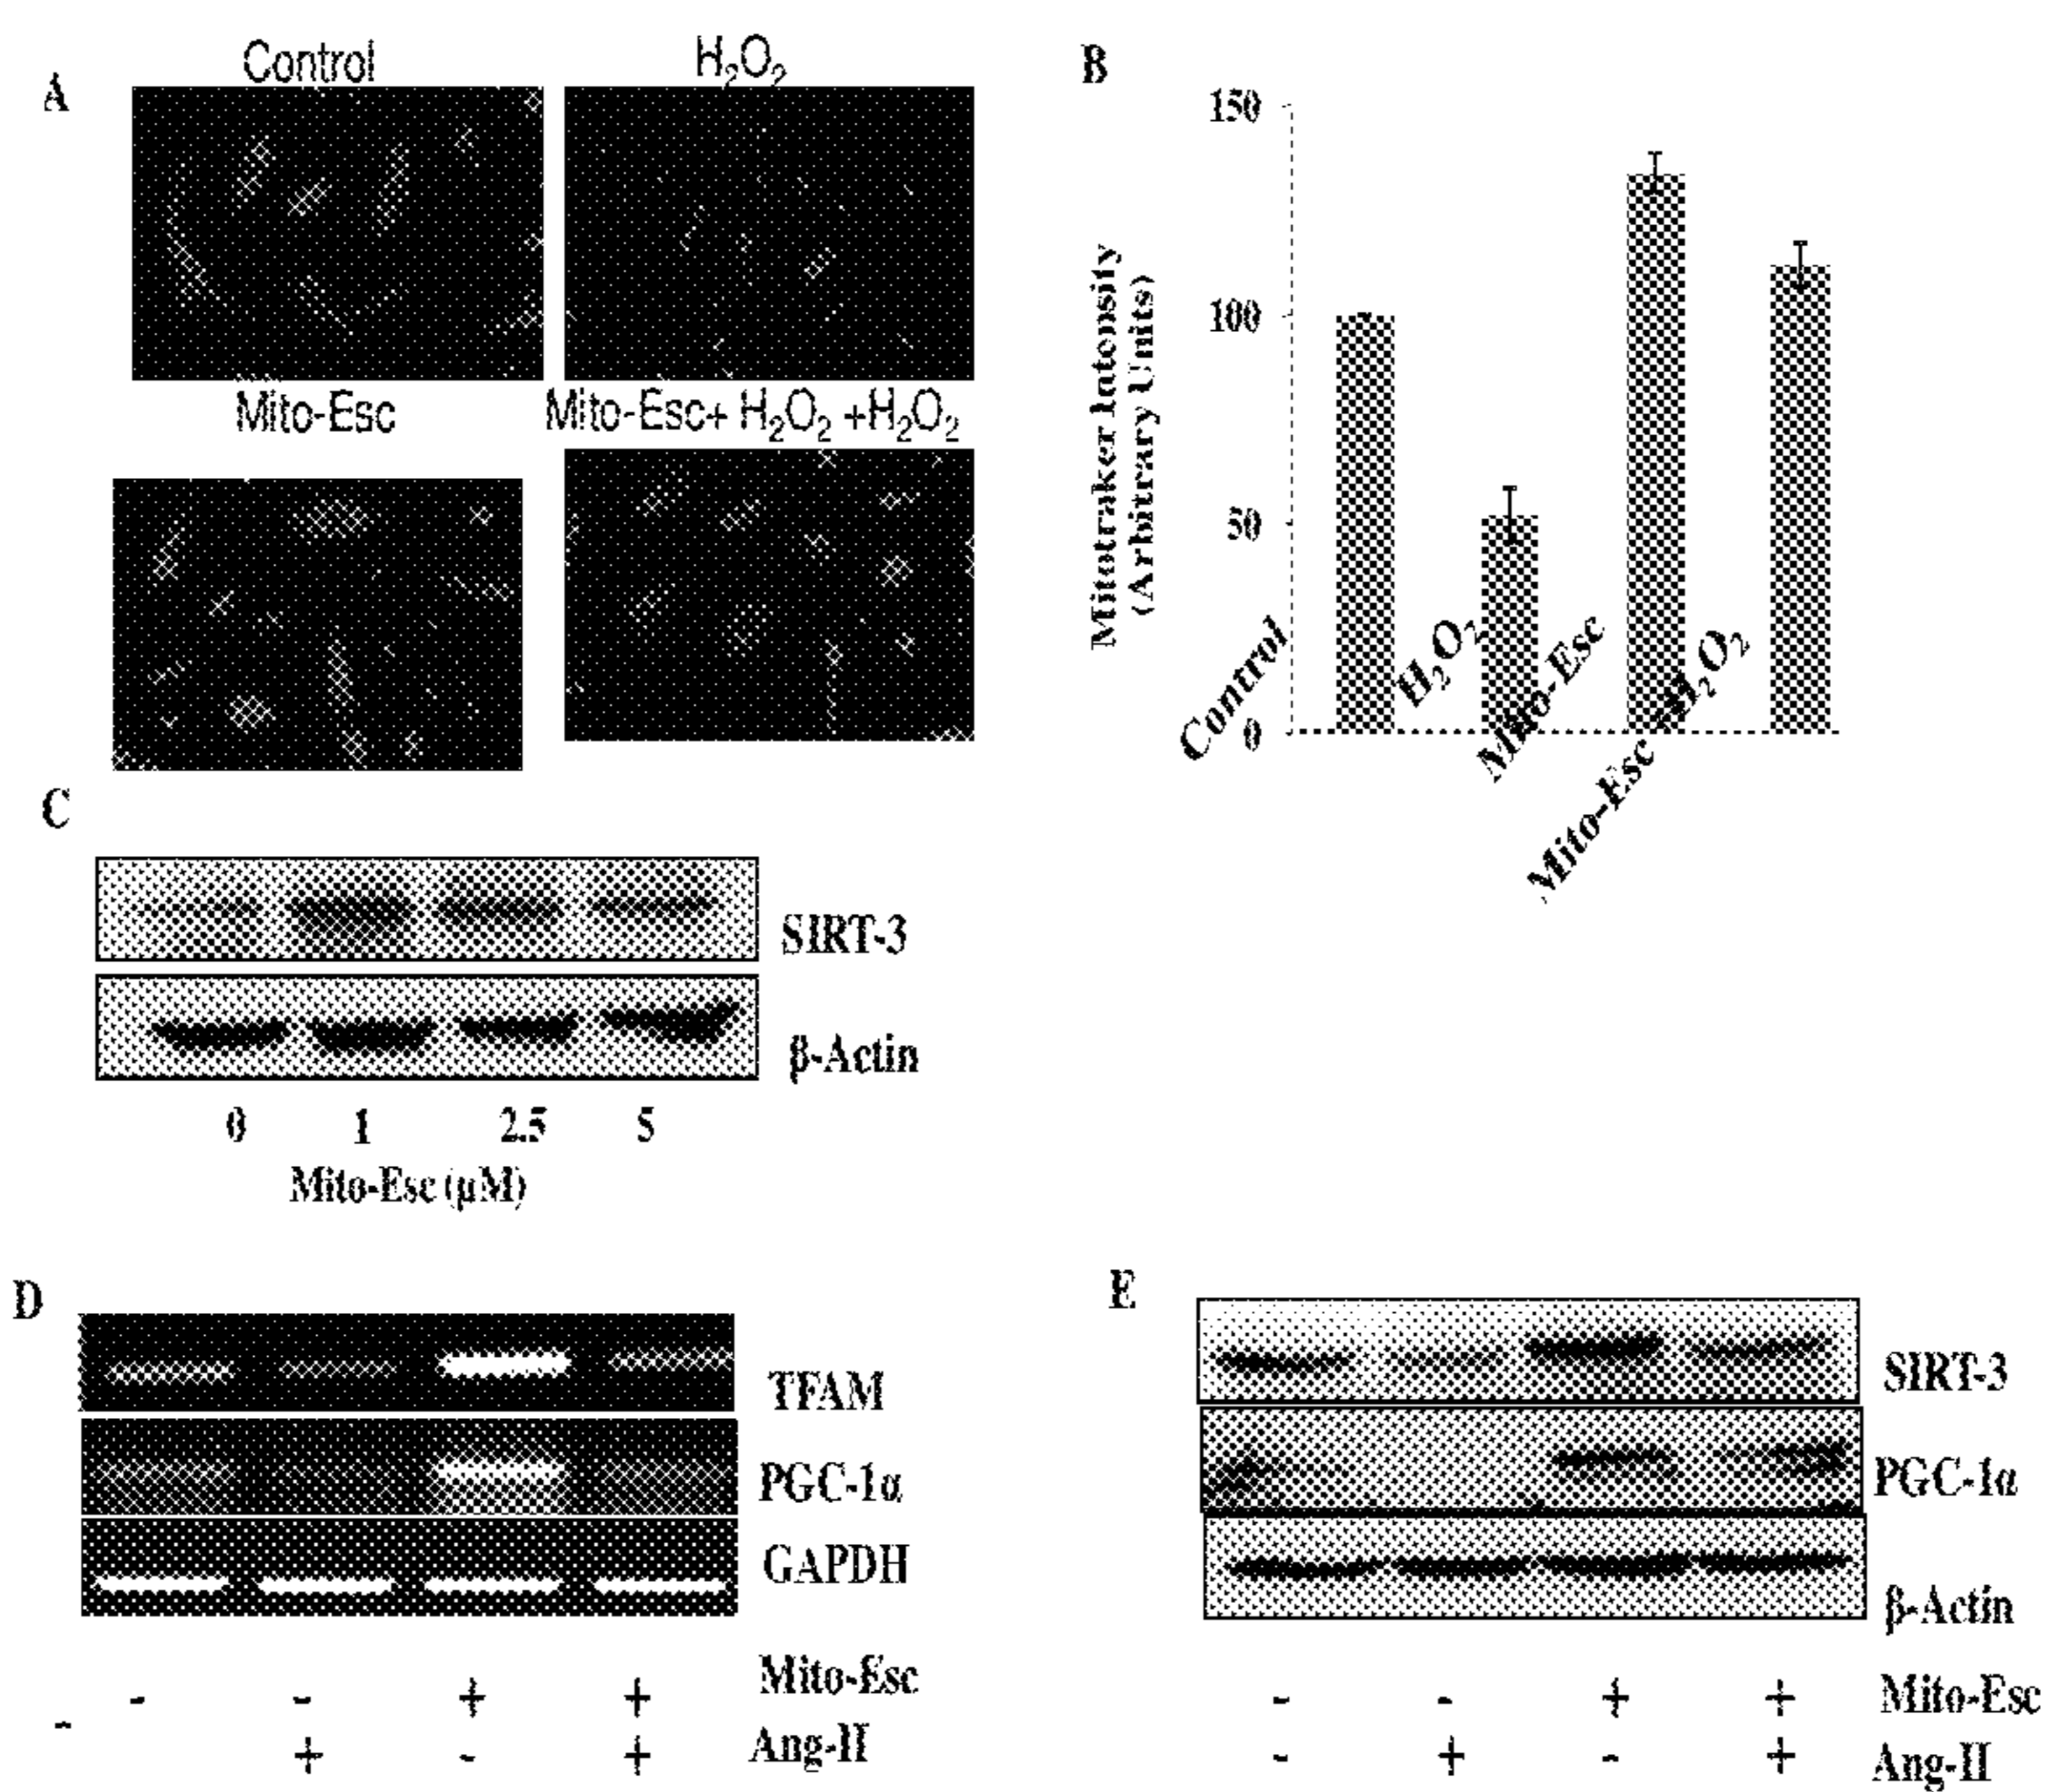 A
Control
H₂O₂
Mito-Esc
Mito-Esc+ H₂O₂ +H₂O₂
B
150
100
50
0
Mitotraker Intensity
(Arbitrary Units)
Control
H₂O₂
Mito-Esc
Mito-Esc +H₂O₂
C
SIRT-3
β-Actin
0 1 2.5 5
Mito-Esc (μM)
D
TFAM
PGC-1α
GAPDH
- - + + Mito-Esc
- + - + Ang-II
E
SIRT-3
PGC-1α
β-Actin
- - + + Mito-Esc
- + - + Ang-II